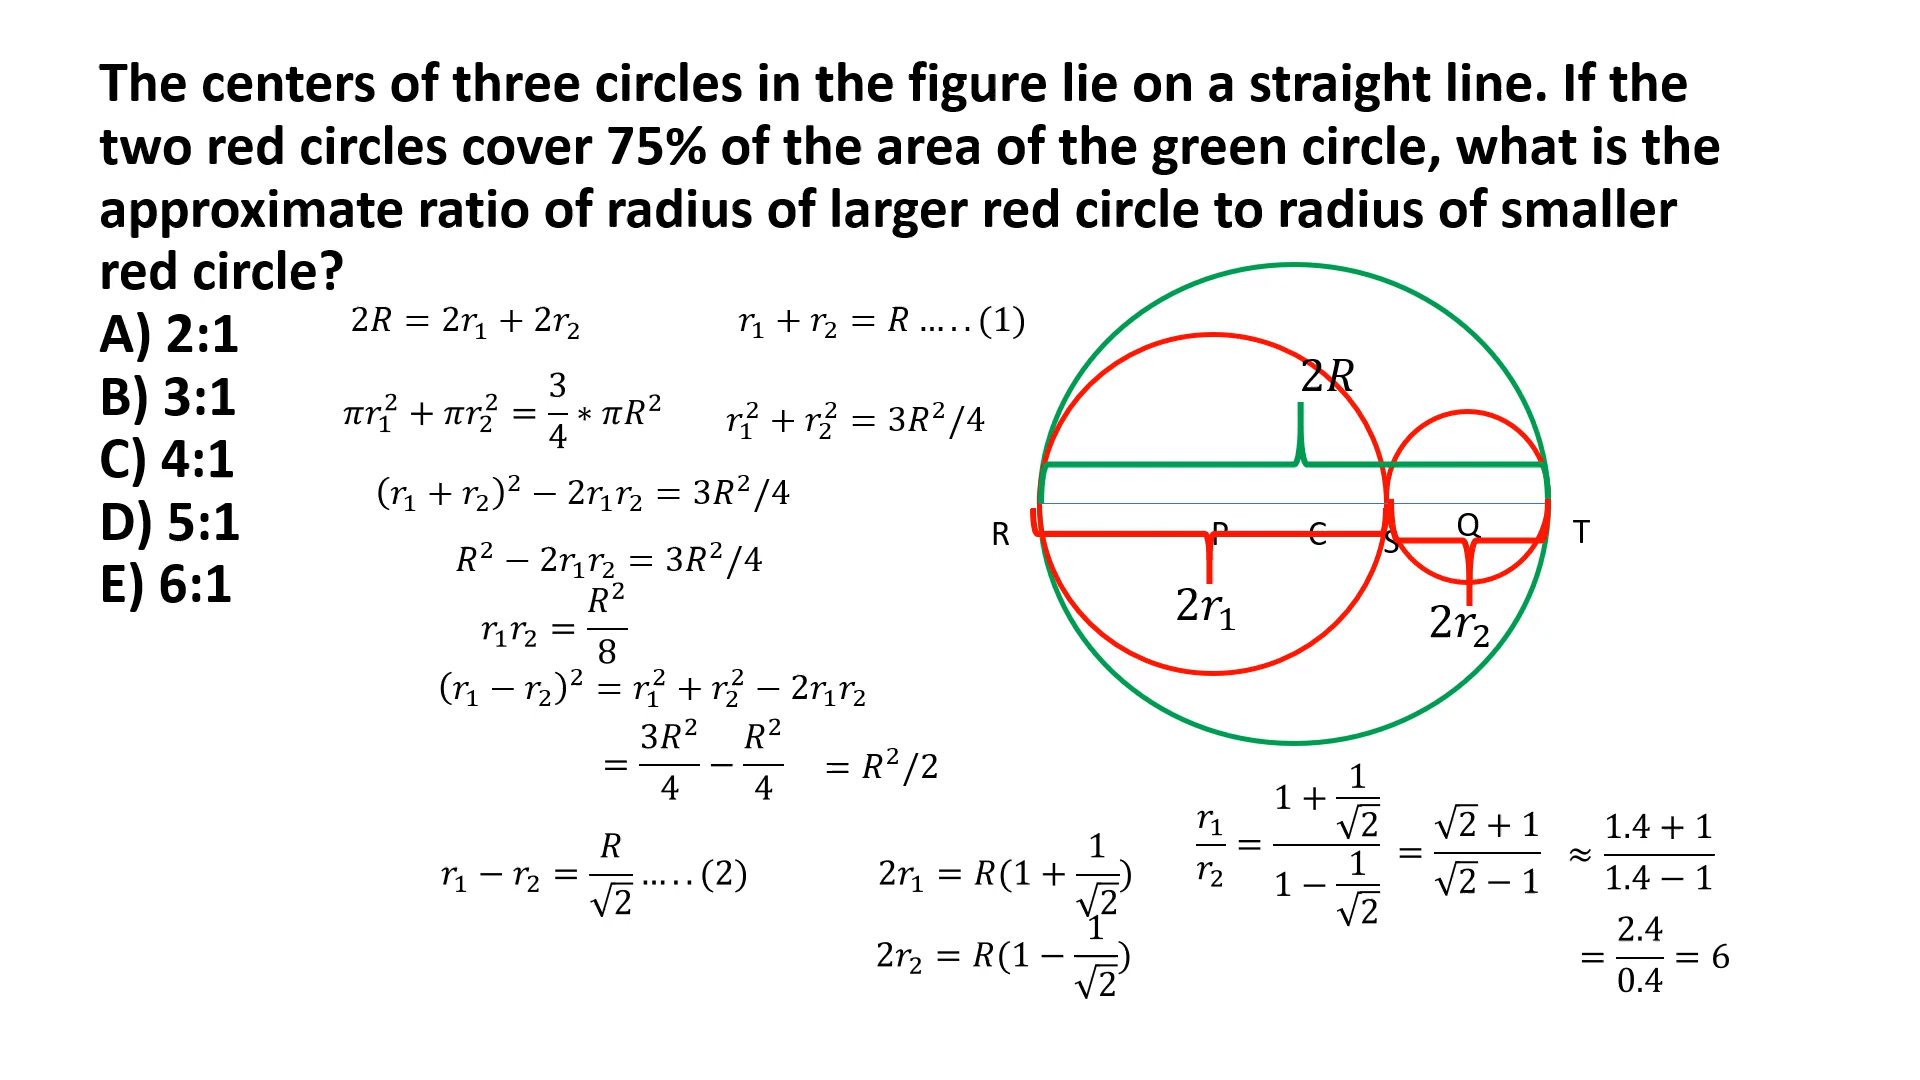 The centers of three circles in the figure lie on a straight line. If the
two red circles cover 75% of the area of the green circle, what is the
approximate ratio of radius of larger red circle to radius of smaller
red circle?
A) 2:1
B) 3:1
C) 4:1
D) 5:1
E) 6:1
2R = 2r₁ + 2r₂
r₁ + r₂ = R …..(1)
πr₁² + πr₂² = 3/4 * πR²
r₁² + r₂² = 3R²/4
(r₁ + r₂)² − 2r₁r₂ = 3R²/4
R² − 2r₁r₂ = 3R²/4
r₁r₂ = R²/8
(r₁ − r₂)² = r₁² + r₂² − 2r₁r₂
= 3R²/4 − R²/4 = R²/2
r₁ − r₂ = R/√2 …..(2)
2r₁ = R(1 + 1/√2)
2r₂ = R(1 − 1/√2)
2R
R P C S Q T
2r₁
2r₂
r₁/r₂ = (1 + 1/√2)/(1 − 1/√2) = (√2 + 1)/(√2 − 1) ≈ (1.4 + 1)/(1.4 − 1)
= 2.4/0.4 = 6